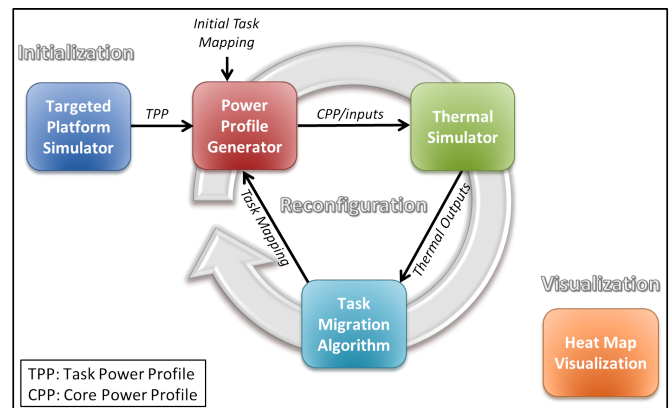 Initial Task
Mapping
Initialization
Targeted
Platform
Simulator
TPP
Power
Profile
Generator
CPP/inputs
Thermal
Simulator
Reconfiguration
Task Mapping
Thermal Outputs
Task
Migration
Algorithm
Visualization
Heat Map
Visualization
TPP: Task Power Profile
CPP: Core Power Profile